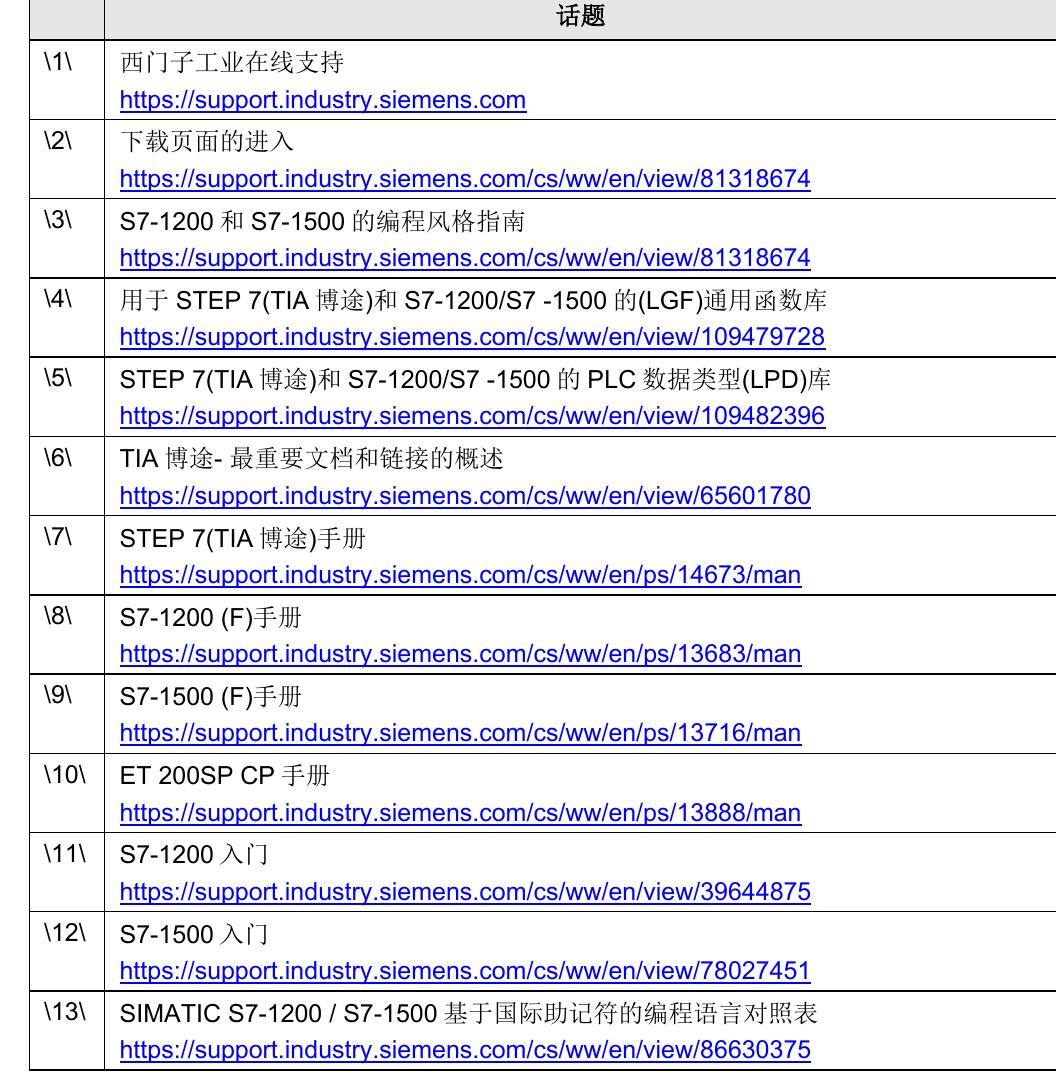 话题
\1\
西门子工业在线支持
https://support.industry.siemens.com
\2\
下载页面的进入
https://support.industry.siemens.com/cs/ww/en/view/81318674
\3\
S7-1200 和 S7-1500 的编程风格指南
https://support.industry.siemens.com/cs/ww/en/view/81318674
\4\
用于 STEP 7(TIA 博途)和 S7-1200/S7 -1500 的(LGF)通用函数库
https://support.industry.siemens.com/cs/ww/en/view/109479728
\5\
STEP 7(TIA 博途)和 S7-1200/S7 -1500 的 PLC 数据类型(LPD)库
https://support.industry.siemens.com/cs/ww/en/view/109482396
\6\
TIA 博途- 最重要文档和链接的概述
https://support.industry.siemens.com/cs/ww/en/view/65601780
\7\
STEP 7(TIA 博途)手册
https://support.industry.siemens.com/cs/ww/en/ps/14673/man
\8\
S7-1200 (F)手册
https://support.industry.siemens.com/cs/ww/en/ps/13683/man
\9\
S7-1500 (F)手册
https://support.industry.siemens.com/cs/ww/en/ps/13716/man
\10\
ET 200SP CP 手册
https://support.industry.siemens.com/cs/ww/en/ps/13888/man
\11\
S7-1200 入门
https://support.industry.siemens.com/cs/ww/en/view/39644875
\12\
S7-1500 入门
https://support.industry.siemens.com/cs/ww/en/view/78027451
\13\
SIMATIC S7-1200 / S7-1500 基于国际助记符的编程语言对照表
https://support.industry.siemens.com/cs/ww/en/view/86630375